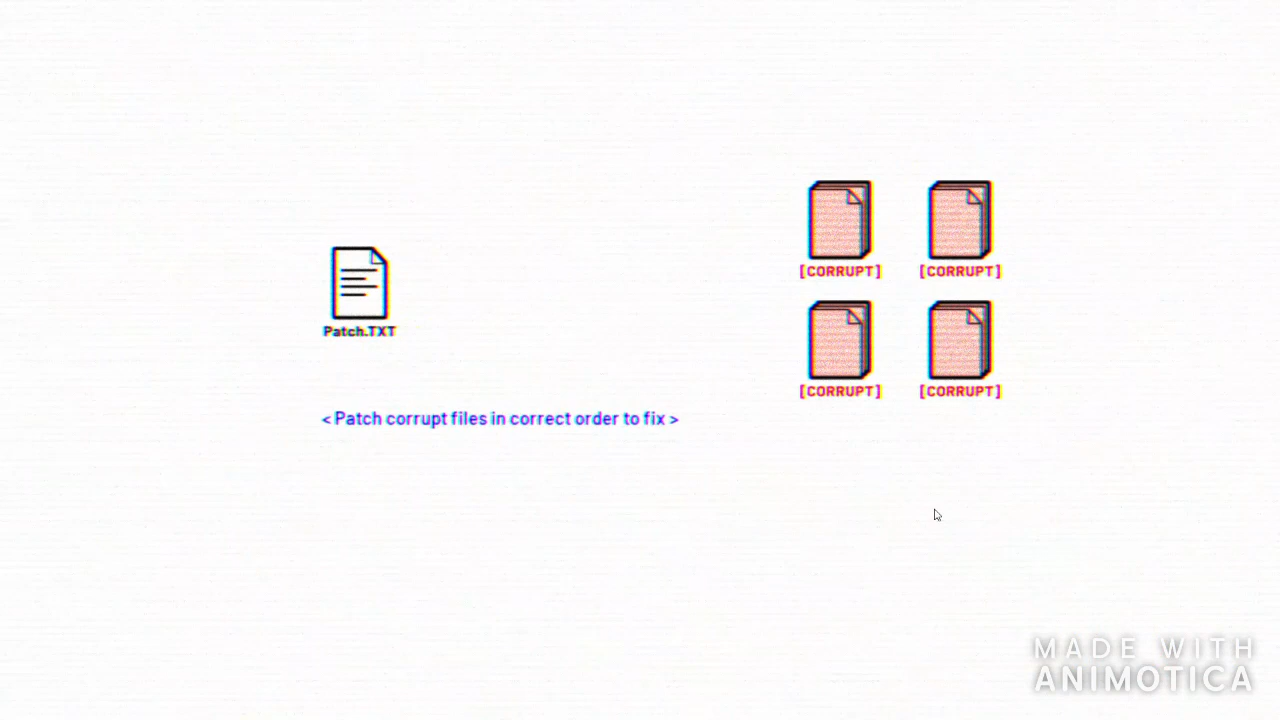 [CORRUPT] [CORRUPT]
Patch.TXT
[CORRUPT] [CORRUPT]
< Patch corrupt files in correct order to fix >
MADE WITH
ANIMOTICA